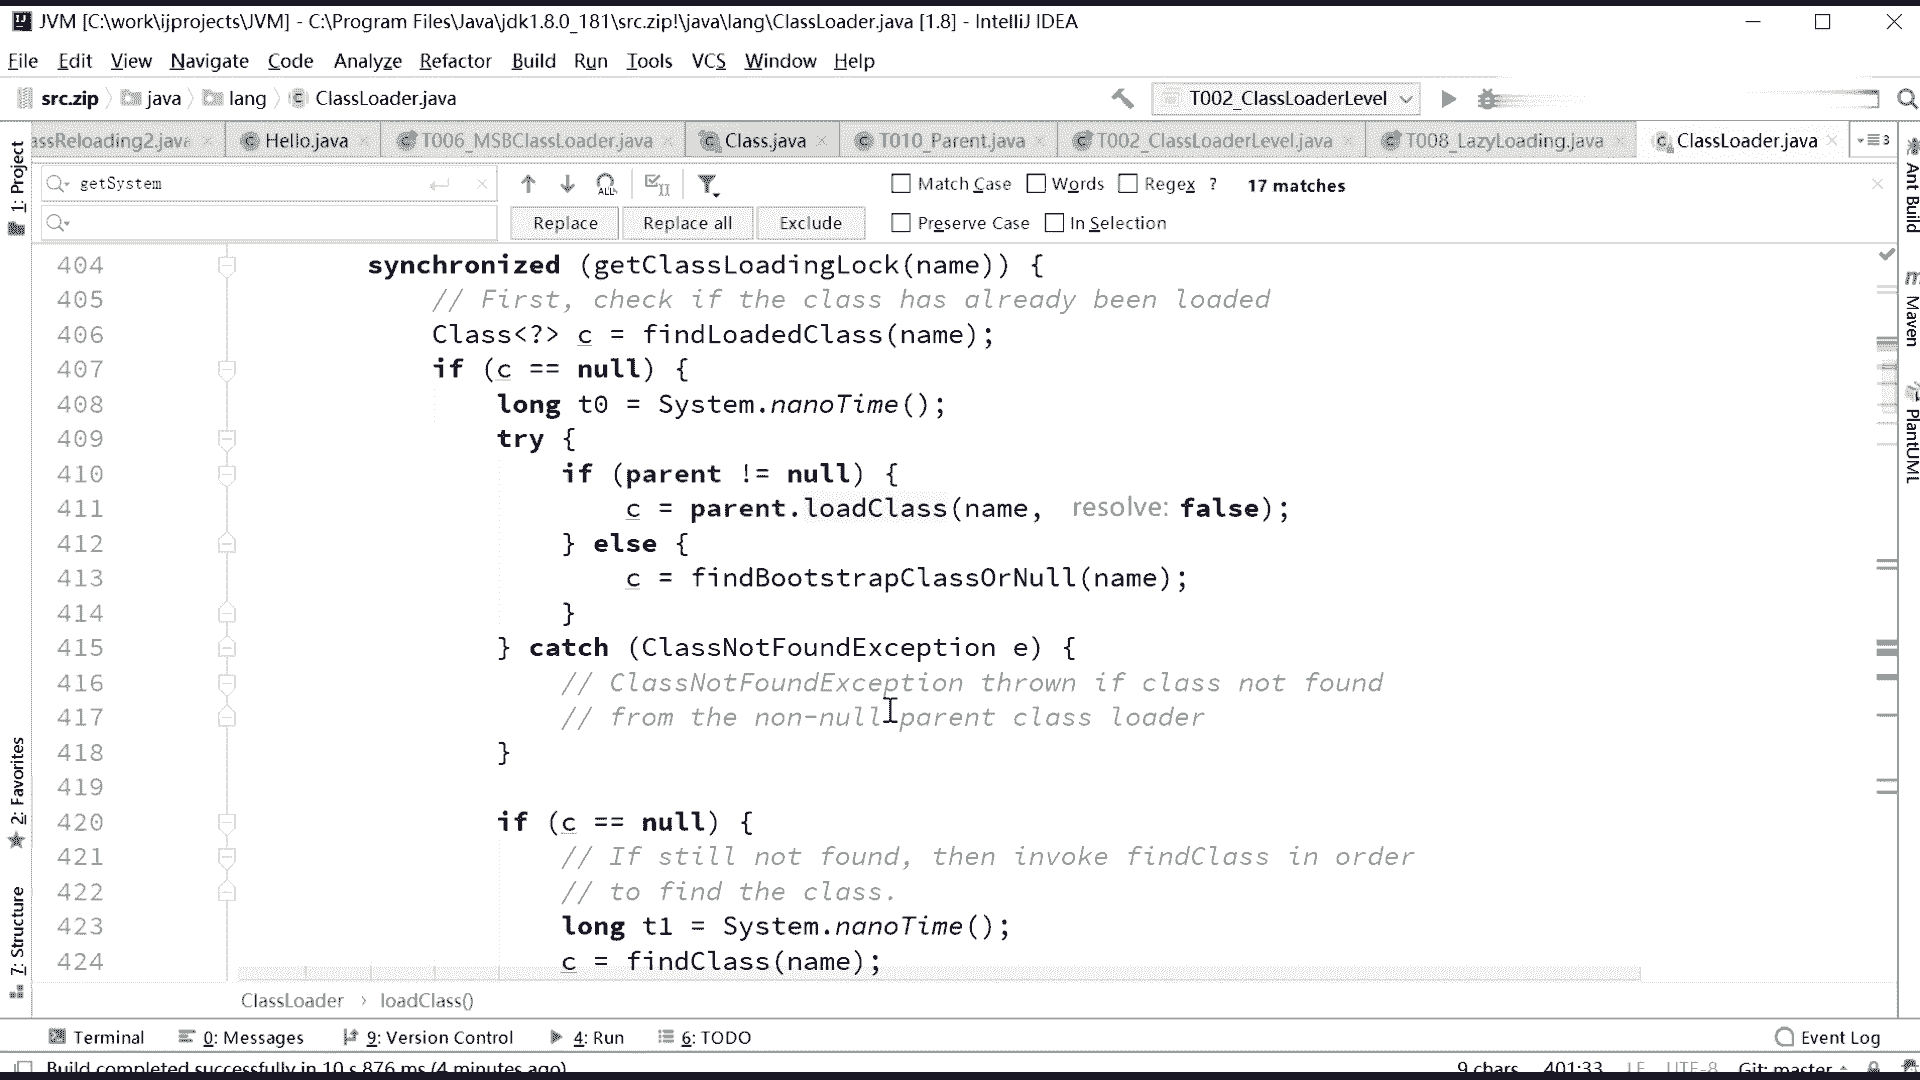 JVM [C:\work\ijprojects\JVM] - C:\Program Files\Java\jdk1.8.0_181\src.zip!\java\lang\ClassLoader.java [1.8] - IntelliJ IDEA
File Edit View Navigate Code Analyze Refactor Build Run Tools VCS Window Help
src.zip java lang ClassLoader.java T002_ClassLoaderLevel
assReloading2.java Hello.java T006_MSBClassLoader.java Class.java T010_Parent.java T002_ClassLoaderLevel.java T008_LazyLoading.java ClassLoader.java 3
getSystem Match Case Words Regex ? 17 matches
Replace Replace all Exclude Preserve Case In Selection
1: Project
2: Favorites
7: Structure
Ant Build
Maven
PlantUML
404 synchronized (getClassLoadingLock(name)) {
405 // First, check if the class has already been loaded
406 Class<?> c = findLoadedClass(name);
407 if (c == null) {
408 long t0 = System.nanoTime();
409 try {
410 if (parent != null) {
411 c = parent.loadClass(name, resolve: false);
412 } else {
413 c = findBootstrapClassOrNull(name);
414 }
415 } catch (ClassNotFoundException e) {
416 // ClassNotFoundException thrown if class not found
417 // from the non-null parent class loader
418 }
419
420 if (c == null) {
421 // If still not found, then invoke findClass in order
422 // to find the class.
423 long t1 = System.nanoTime();
424 c = findClass(name);
ClassLoader › loadClass()
Terminal 0: Messages 9: Version Control 4: Run 6: TODO Event Log
Build completed successfully in 10 s 876 ms (4 minutes ago) 9 chars 401:33 LF UTF-8 Git: master